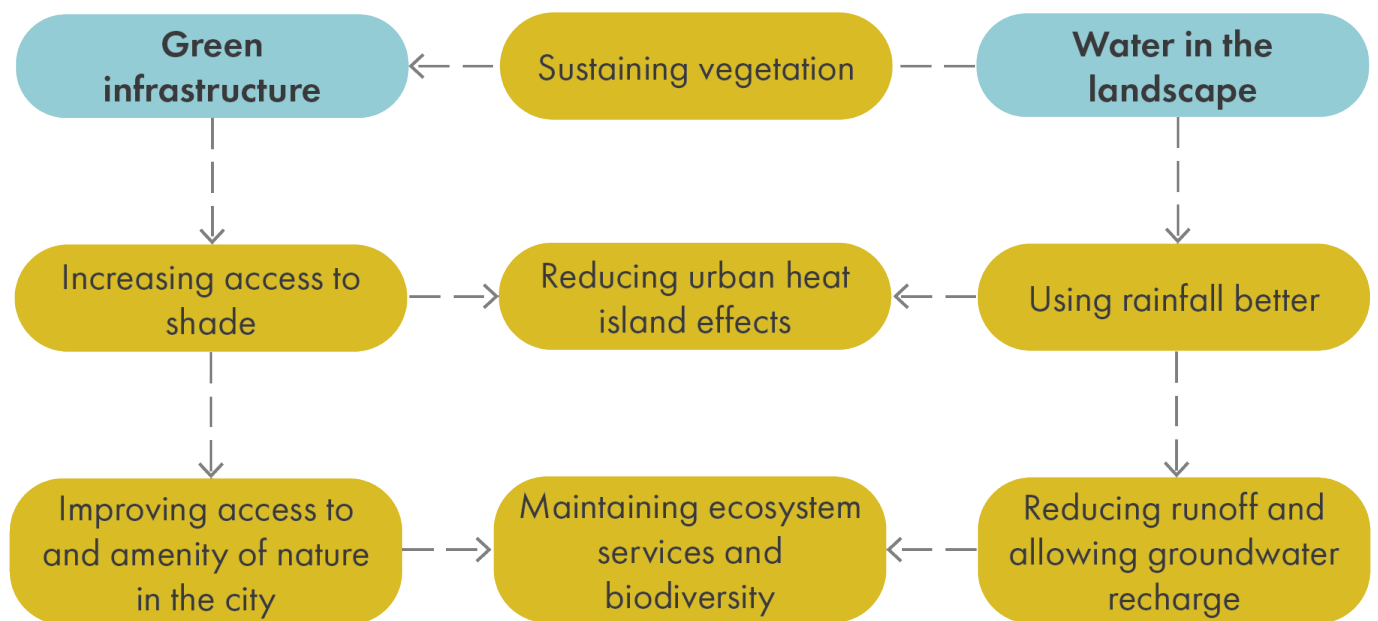 Green
infrastructure
Sustaining vegetation
Water in the
landscape
Increasing access to
shade
Reducing urban heat
island effects
Using rainfall better
Improving access to
and amenity of nature
in the city
Maintaining ecosystem
services and
biodiversity
Reducing runoff and
allowing groundwater
recharge